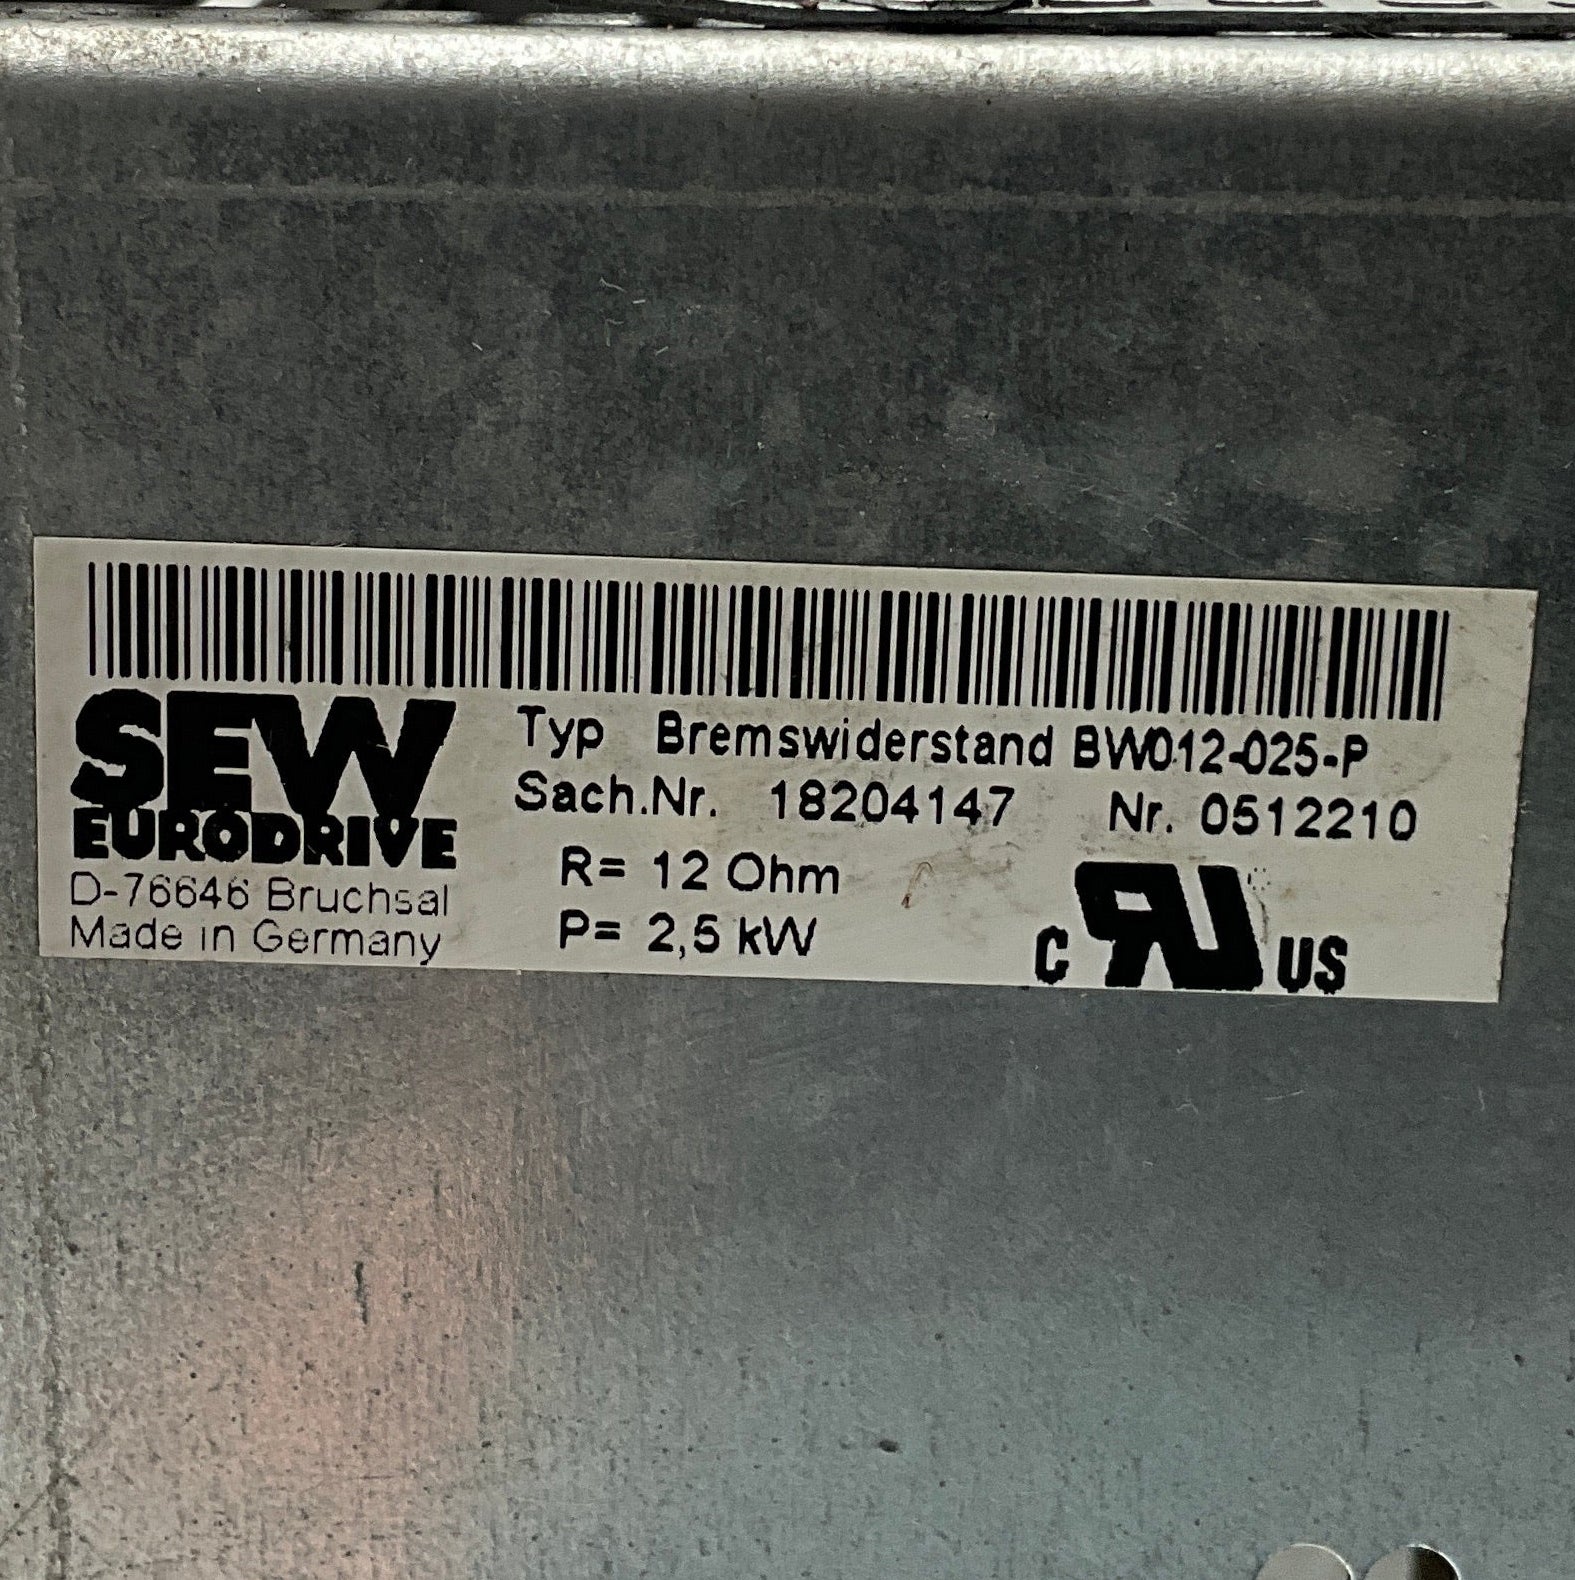 SEW
EURODRIVE
D-76646 Bruchsal
Made in Germany
Typ Bremswiderstand BW012-025-P
Sach.Nr. 18204147 Nr. 0512210
R= 12 Ohm
P= 2,5 kW
c RU us